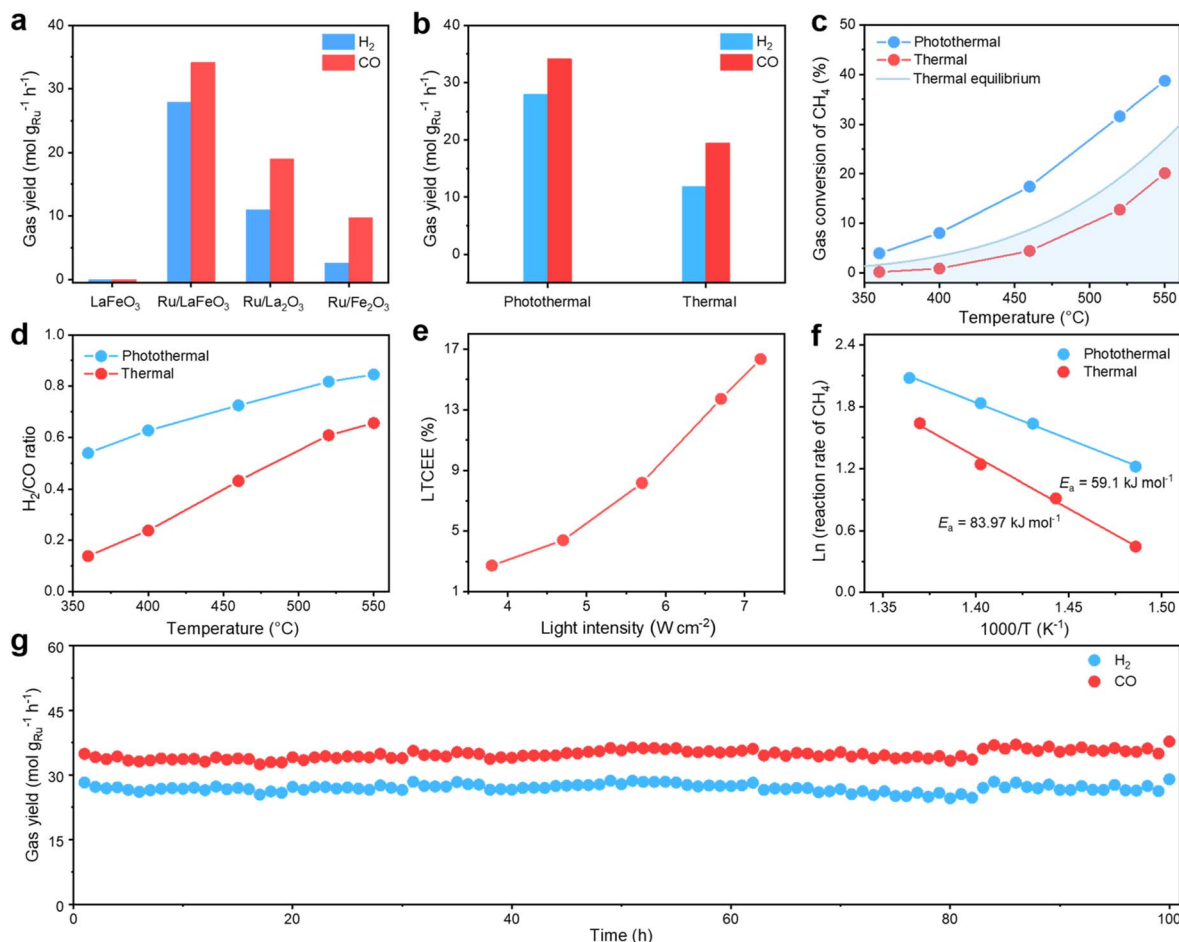 a
Gas yield (mol gRu⁻¹ h⁻¹)
40
30
20
10
0
H₂
CO
LaFeO₃ Ru/LaFeO₃ Ru/La₂O₃ Ru/Fe₂O₃
b
Gas yield (mol gRu⁻¹ h⁻¹)
40
30
20
10
0
H₂
CO
Photothermal Thermal
c
Gas conversion of CH₄ (%)
50
40
30
20
10
0
Photothermal
Thermal
Thermal equilibrium
350 400 450 500 550
Temperature (°C)
d
H₂/CO ratio
1.0
0.8
0.6
0.4
0.2
0.0
Photothermal
Thermal
350 400 450 500 550
Temperature (°C)
e
LTCEE (%)
17
13
9
5
1
4 5 6 7
Light intensity (W cm⁻²)
f
Ln (reaction rate of CH₄)
2.4
1.8
1.2
0.6
0.0
Photothermal
Thermal
Eₐ = 59.1 kJ mol⁻¹
Eₐ = 83.97 kJ mol⁻¹
1.35 1.40 1.45 1.50
1000/T (K⁻¹)
g
Gas yield (mol gRu⁻¹ h⁻¹)
60
45
30
15
0
H₂
CO
0 20 40 60 80 100
Time (h)